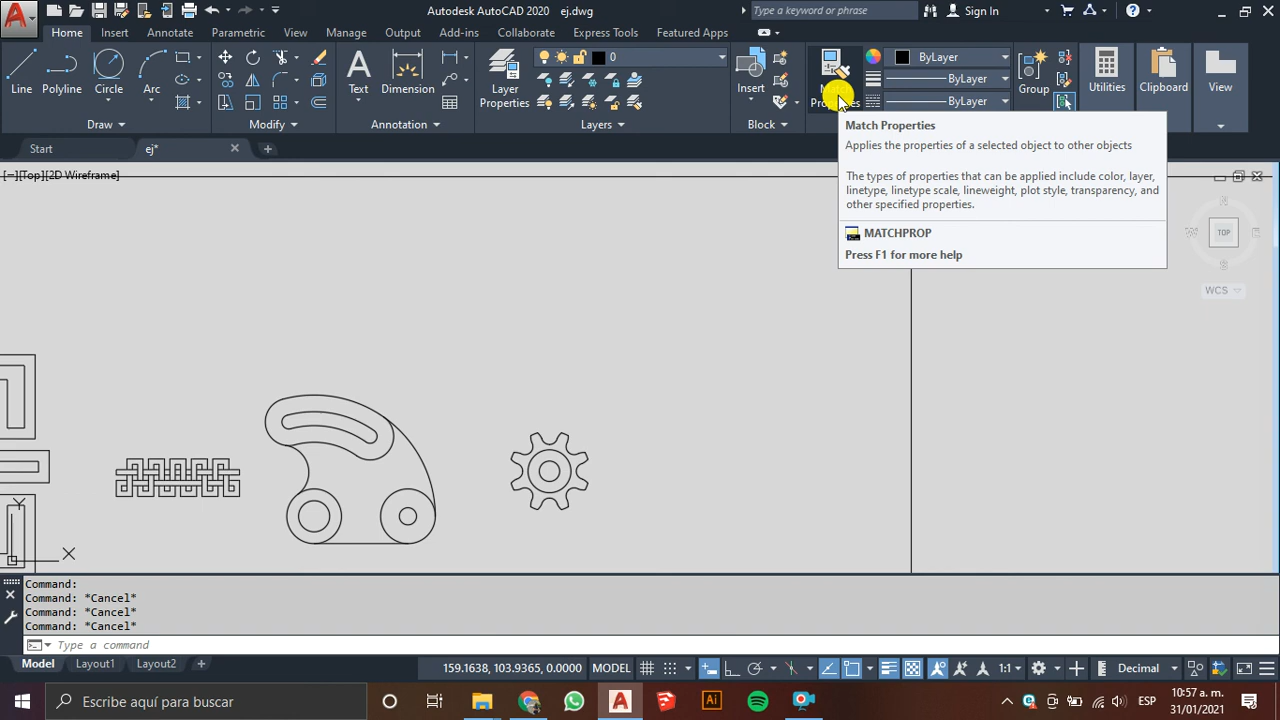 Autodesk AutoCAD 2020 ej.dwg
Type a keyword or phrase
Sign In
Home Insert Annotate Parametric View Manage Output Add-ins Collaborate Express Tools Featured Apps
Line
Polyline
Circle
Arc
Text
Dimension
Layer
Properties
0
Insert
Match
Properties
ByLayer
ByLayer
ByLayer
Group
Utilities
Clipboard
View
Draw
Modify
Annotation
Layers
Block
Start
ej*
[−][Top][2D Wireframe]
Match Properties
Applies the properties of a selected object to other objects
The types of properties that can be applied include color, layer,
linetype, linetype scale, lineweight, plot style, transparency, and
other specified properties.
MATCHPROP
Press F1 for more help
N
W
TOP
E
S
WCS
Y
X
Command:
Command: *Cancel*
Command: *Cancel*
Command: *Cancel*
Type a command
Model Layout1 Layout2
159.1638, 103.9365, 0.0000 MODEL
1:1
Decimal
Escribe aquí para buscar
ESP
10:57 a. m.
31/01/2021